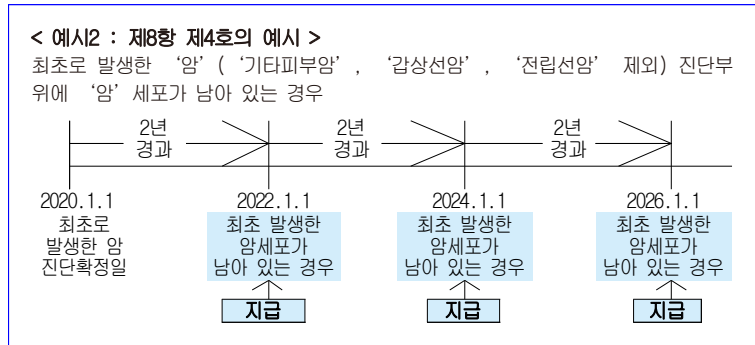 < 예시2 : 제8항 제4호의 예시 >
최초로 발생한 ‘암’ ( ‘기타피부암’ , ‘갑상선암’ , ‘전립선암’ 제외) 진단부
위에 ‘암’ 세포가 남아 있는 경우
2년 2년 2년
경과 경과 경과
2020.1.1 2022.1.1 2024.1.1 2026.1.1
최초로 최초 발생한 최초 발생한 최초 발생한
발생한 암 암세포가 암세포가 암세포가
진단확정일 남아 있는 경우 남아 있는 경우 남아 있는 경우
지급 지급 지급